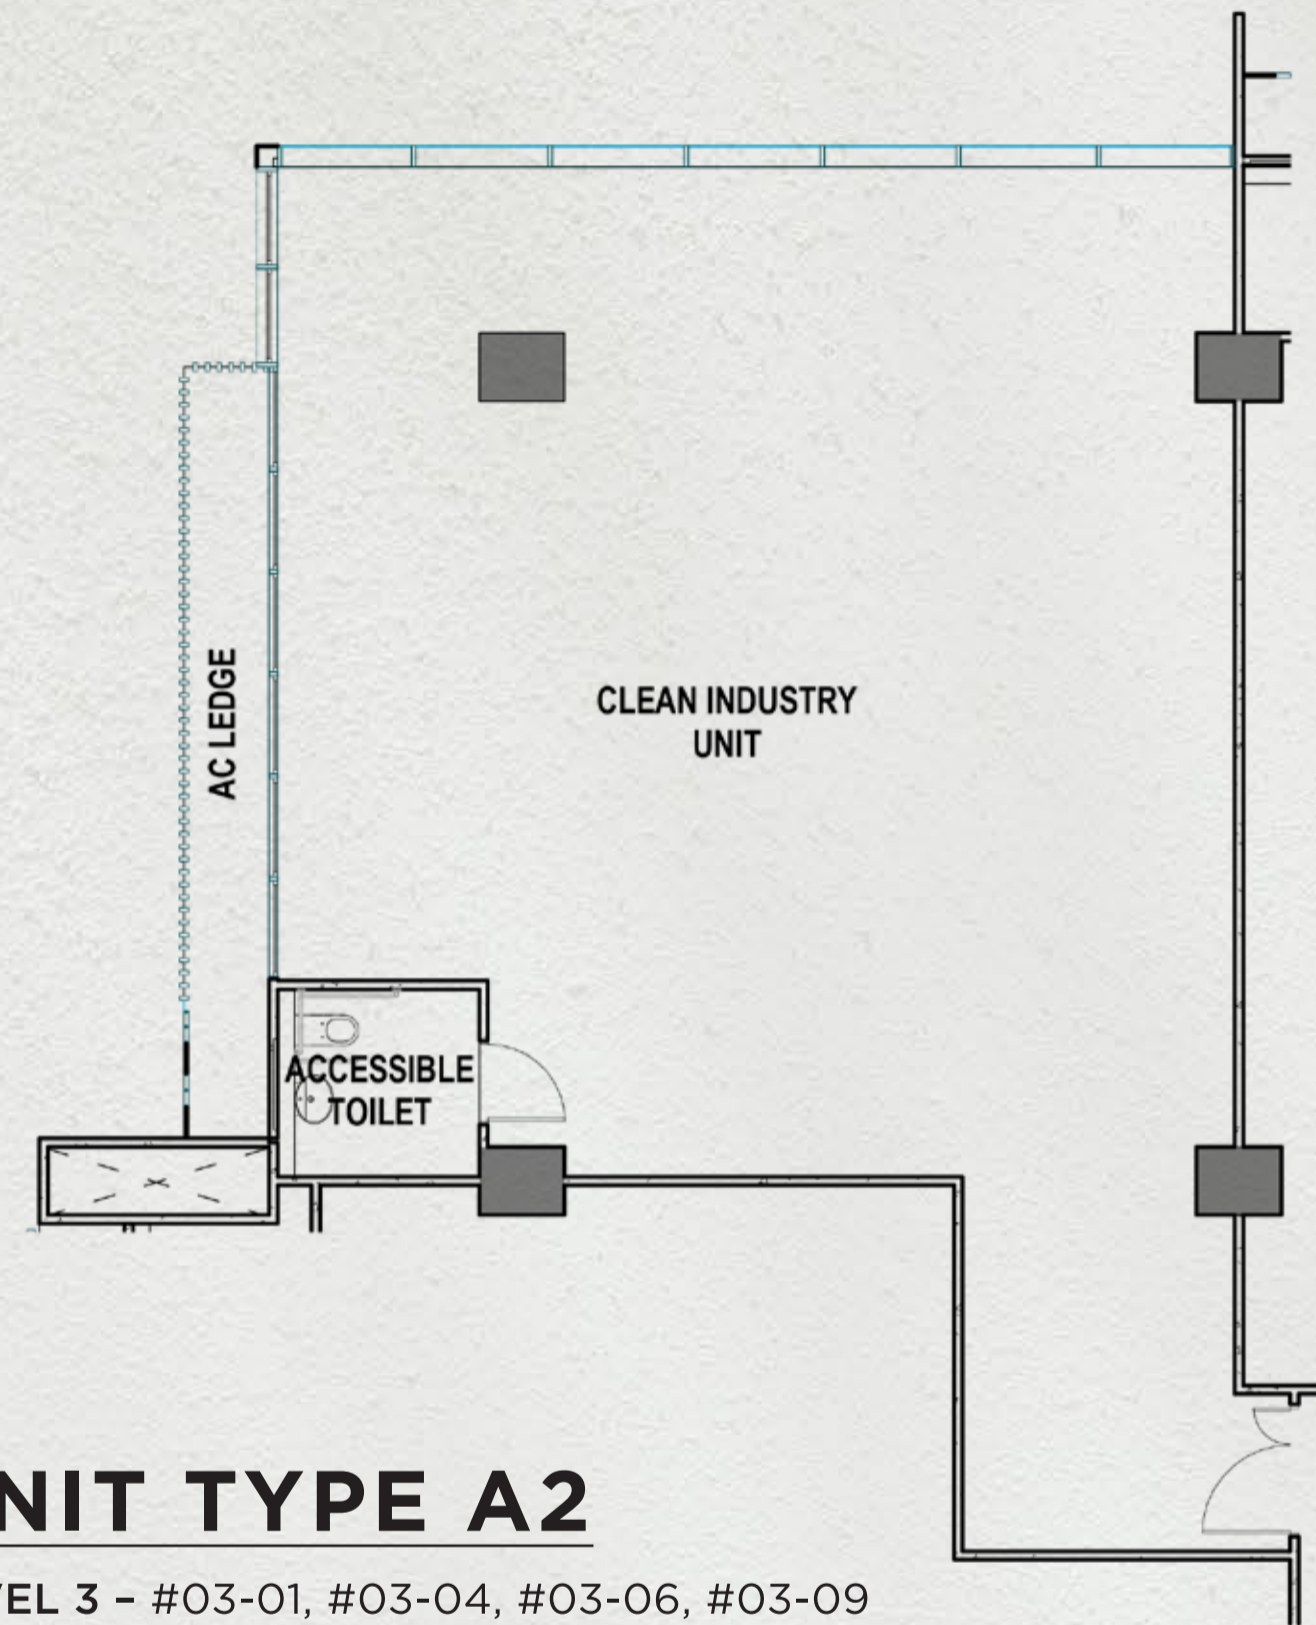 CLEAN INDUSTRY
UNIT
AC LEDGE
ACCESSIBLE
TOILET
NIT TYPE A2
VEL 3 – #03-01, #03-04, #03-06, #03-09